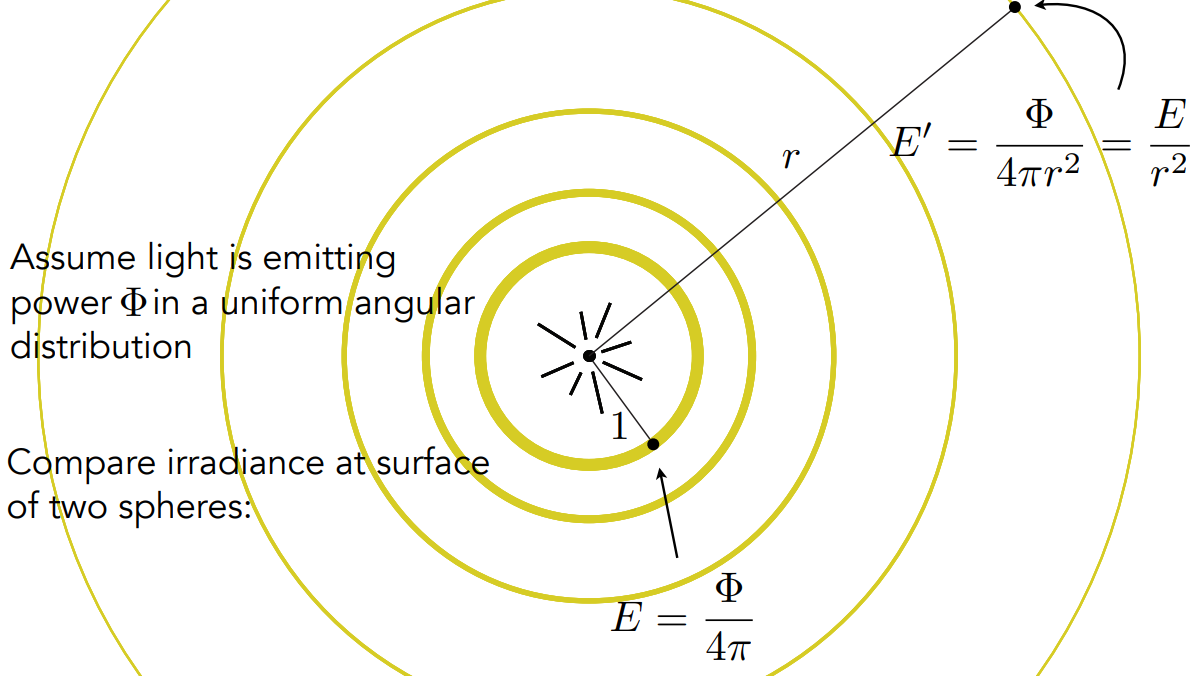 r
E′ = Φ / 4πr² = E / r²
Assume light is emitting
power Φ in a uniform angular
distribution
1
Compare irradiance at surface
of two spheres:
E = Φ / 4π